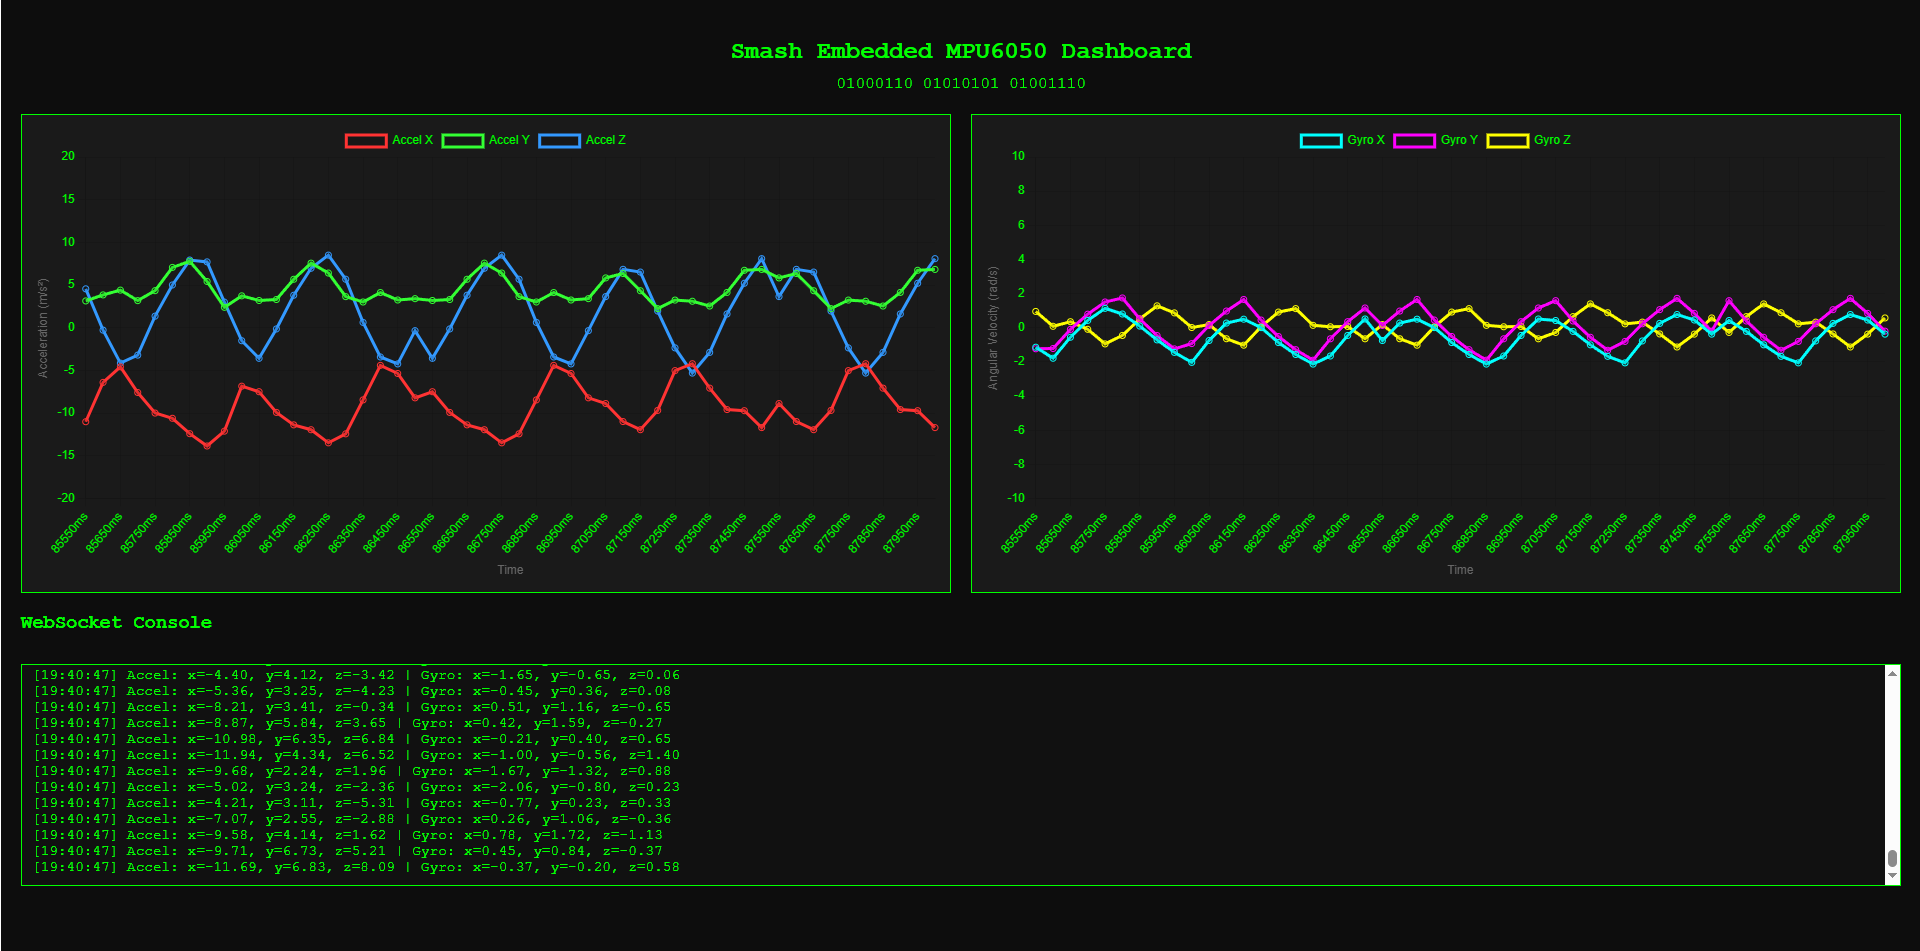 Smash Embedded MPU6050 Dashboard
01000110 01010101 01001110
Accel X Accel Y Accel Z
20
15
10
5
0
-5
-10
-15
-20
Acceleration (m/s²)
85550ms 85650ms 85750ms 85850ms 85950ms 86050ms 86150ms 86250ms 86350ms 86450ms 86550ms 86650ms 86750ms 86850ms 86950ms 87050ms 87150ms 87250ms 87350ms 87450ms 87550ms 87650ms 87750ms 87850ms 87950ms
Time
Gyro X Gyro Y Gyro Z
10
8
6
4
2
0
-2
-4
-6
-8
-10
Angular Velocity (rad/s)
85550ms 85650ms 85750ms 85850ms 85950ms 86050ms 86150ms 86250ms 86350ms 86450ms 86550ms 86650ms 86750ms 86850ms 86950ms 87050ms 87150ms 87250ms 87350ms 87450ms 87550ms 87650ms 87750ms 87850ms 87950ms
Time
WebSocket Console
[19:40:47] Accel: x=-4.40, y=4.12, z=-3.42 | Gyro: x=-1.65, y=-0.65, z=0.06
[19:40:47] Accel: x=-5.36, y=3.25, z=-4.23 | Gyro: x=-0.45, y=0.36, z=0.08
[19:40:47] Accel: x=-8.21, y=3.41, z=-0.34 | Gyro: x=0.51, y=1.16, z=-0.65
[19:40:47] Accel: x=-8.87, y=5.84, z=3.65 | Gyro: x=0.42, y=1.59, z=-0.27
[19:40:47] Accel: x=-10.98, y=6.35, z=6.84 | Gyro: x=-0.21, y=0.40, z=0.65
[19:40:47] Accel: x=-11.94, y=4.34, z=6.52 | Gyro: x=-1.00, y=-0.56, z=1.40
[19:40:47] Accel: x=-9.68, y=2.24, z=1.96 | Gyro: x=-1.67, y=-1.32, z=0.88
[19:40:47] Accel: x=-5.02, y=3.24, z=-2.36 | Gyro: x=-2.06, y=-0.80, z=0.23
[19:40:47] Accel: x=-4.21, y=3.11, z=-5.31 | Gyro: x=-0.77, y=0.23, z=0.33
[19:40:47] Accel: x=-7.07, y=2.55, z=-2.88 | Gyro: x=0.26, y=1.06, z=-0.36
[19:40:47] Accel: x=-9.58, y=4.14, z=1.62 | Gyro: x=0.78, y=1.72, z=-1.13
[19:40:47] Accel: x=-9.71, y=6.73, z=5.21 | Gyro: x=0.45, y=0.84, z=-0.37
[19:40:47] Accel: x=-11.69, y=6.83, z=8.09 | Gyro: x=-0.37, y=-0.20, z=0.58